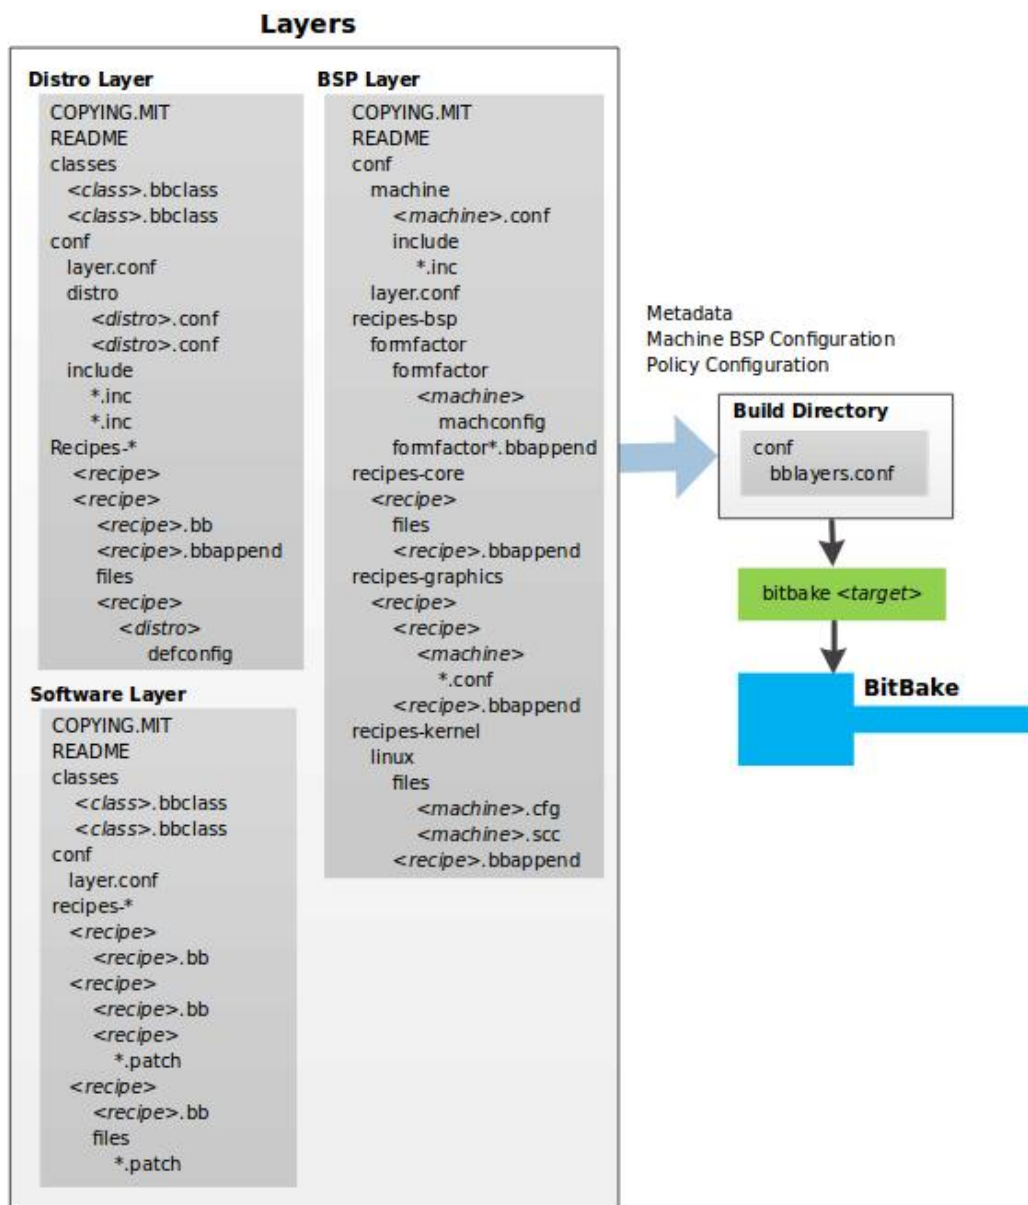 Layers
Distro Layer
COPYING.MIT
README
classes
<class>.bbclass
<class>.bbclass
conf
layer.conf
distro
<distro>.conf
<distro>.conf
include
*.inc
*.inc
Recipes-*
<recipe>
<recipe>
<recipe>.bb
<recipe>.bbappend
files
<recipe>
<distro>
defconfig
Software Layer
COPYING.MIT
README
classes
<class>.bbclass
<class>.bbclass
conf
layer.conf
recipes-*
<recipe>
<recipe>.bb
<recipe>
<recipe>.bb
<recipe>
*.patch
<recipe>
<recipe>.bb
files
*.patch
BSP Layer
COPYING.MIT
README
conf
machine
<machine>.conf
include
*.inc
layer.conf
recipes-bsp
formfactor
formfactor
<machine>
machconfig
formfactor*.bbappend
recipes-core
<recipe>
files
<recipe>.bbappend
recipes-graphics
<recipe>
<recipe>
<machine>
*.conf
<recipe>.bbappend
recipes-kernel
linux
files
<machine>.cfg
<machine>.scc
<recipe>.bbappend
Metadata
Machine BSP Configuration
Policy Configuration
Build Directory
conf
bblayers.conf
bitbake <target>
BitBake